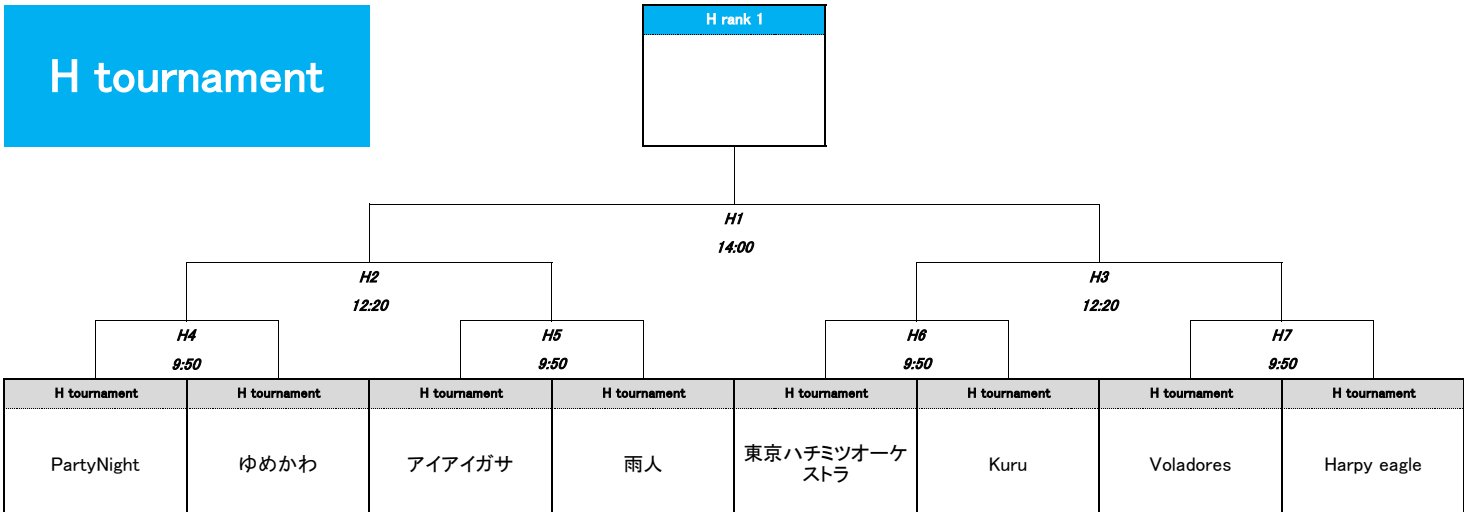 H tournament
H rank 1
H1
14:00
H2
H3
12:20
12:20
H4
H5
H6
H7
9:50
9:50
9:50
9:50
H tournament
H tournament
H tournament
H tournament
H tournament
H tournament
H tournament
H tournament
PartyNight
ゆめかわ
アイアイガサ
雨人
東京ハチミツオーケ
ストラ
Kuru
Voladores
Harpy eagle